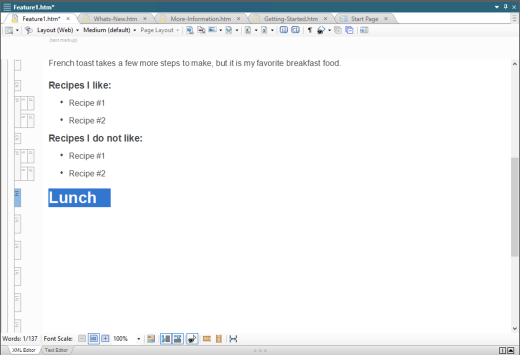 Feature1.htm*
Feature1.htm* Whats-New.htm More-Information.htm Getting-Started.htm Start Page
Layout (Web) Medium (default) Page Layout
French toast takes a few more steps to make, but it is my favorite breakfast food.
Recipes I like:
• Recipe #1
• Recipe #2
Recipes I do not like:
• Recipe #1
• Recipe #2
Lunch
Words: 1/137 Font Scale: 100%
XML Editor Text Editor